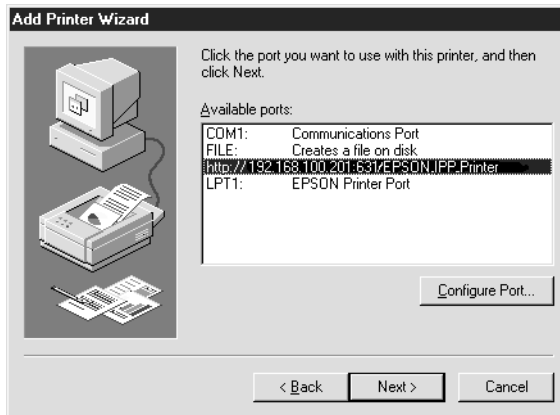 Add Printer Wizard
Click the port you want to use with this printer, and then
click Next.
Available ports:
COM1: Communications Port
FILE: Creates a file on disk
http://192.168.100.201:631/EPSON_IPP_Printer
LPT1: EPSON Printer Port
Configure Port...
< Back
Next >
Cancel